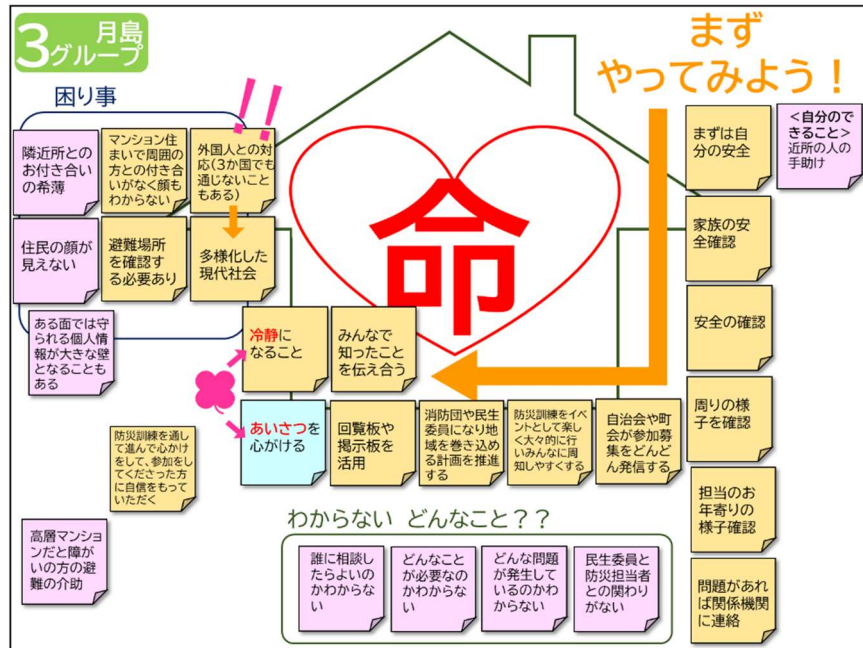 3
月島
グループ
まず
やってみよう！
困り事
!!
隣近所との
お付き合い
の希薄
マンション住
まいで周囲の
方との付き合
いがなく顔も
わからない
外国人との対
応(3か国でも
通じないこと
もある)
住民の顔が
見えない
避難場所
を確認す
る必要あり
多様化した
現代社会
ある面では守
られる個人情
報が大きな壁
となることも
ある
命
まずは自
分の安全
＜自分ので
きること＞
近所の人の
手助け
家族の安
全確認
安全の確認
周りの様
子を確認
担当のお
年寄りの
様子確認
問題があれ
ば関係機関
に連絡
冷静に
なること
みんなで
知ったこと
を伝え合う
あいさつを
心がける
回覧板や
掲示板を
活用
消防団や民生
委員になり地
域を巻き込め
る計画を推進
する
防災訓練をイベ
ントとして楽し
く大々的に行
いみんなに周
知しやすくする
自治会や町
会が参加募
集をどんど
ん発信する
防災訓練を通し
て進んで心かけ
をして、参加をし
てくださった方
に自信をもって
いただく
高層マンショ
ンだと障が
いの方の避
難の介助
わからない どんなこと？？
誰に相談し
たらよいの
かわからな
い
どんなこと
が必要なの
かわからな
い
どんな問題
が発生して
いるのかわ
からない
民生委員と
防災担当者
との関わり
がない